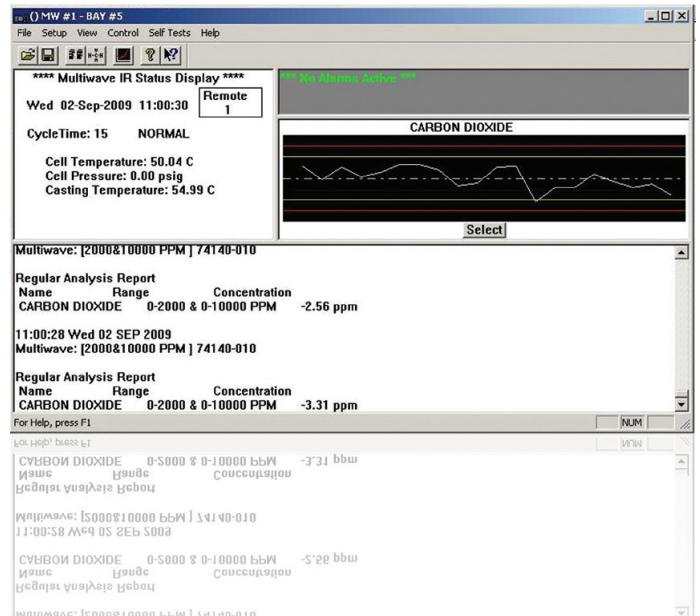 () MW #1 - BAY #5
File Setup View Control Self Tests Help
**** Multiwave IR Status Display ****
Wed 02-Sep-2009 11:00:30
Remote
1
CycleTime: 15 NORMAL
Cell Temperature: 50.04 C
Cell Pressure: 0.00 psig
Casting Temperature: 54.99 C
*** No Alarms Active ***
CARBON DIOXIDE
Select
Multiwave: [2000&10000 PPM ] 74140-010
Regular Analysis Report
Name Range Concentration
CARBON DIOXIDE 0-2000 & 0-10000 PPM -2.56 ppm
11:00:28 Wed 02 SEP 2009
Multiwave: [2000&10000 PPM ] 74140-010
Regular Analysis Report
Name Range Concentration
CARBON DIOXIDE 0-2000 & 0-10000 PPM -3.31 ppm
For Help, press F1
NUM